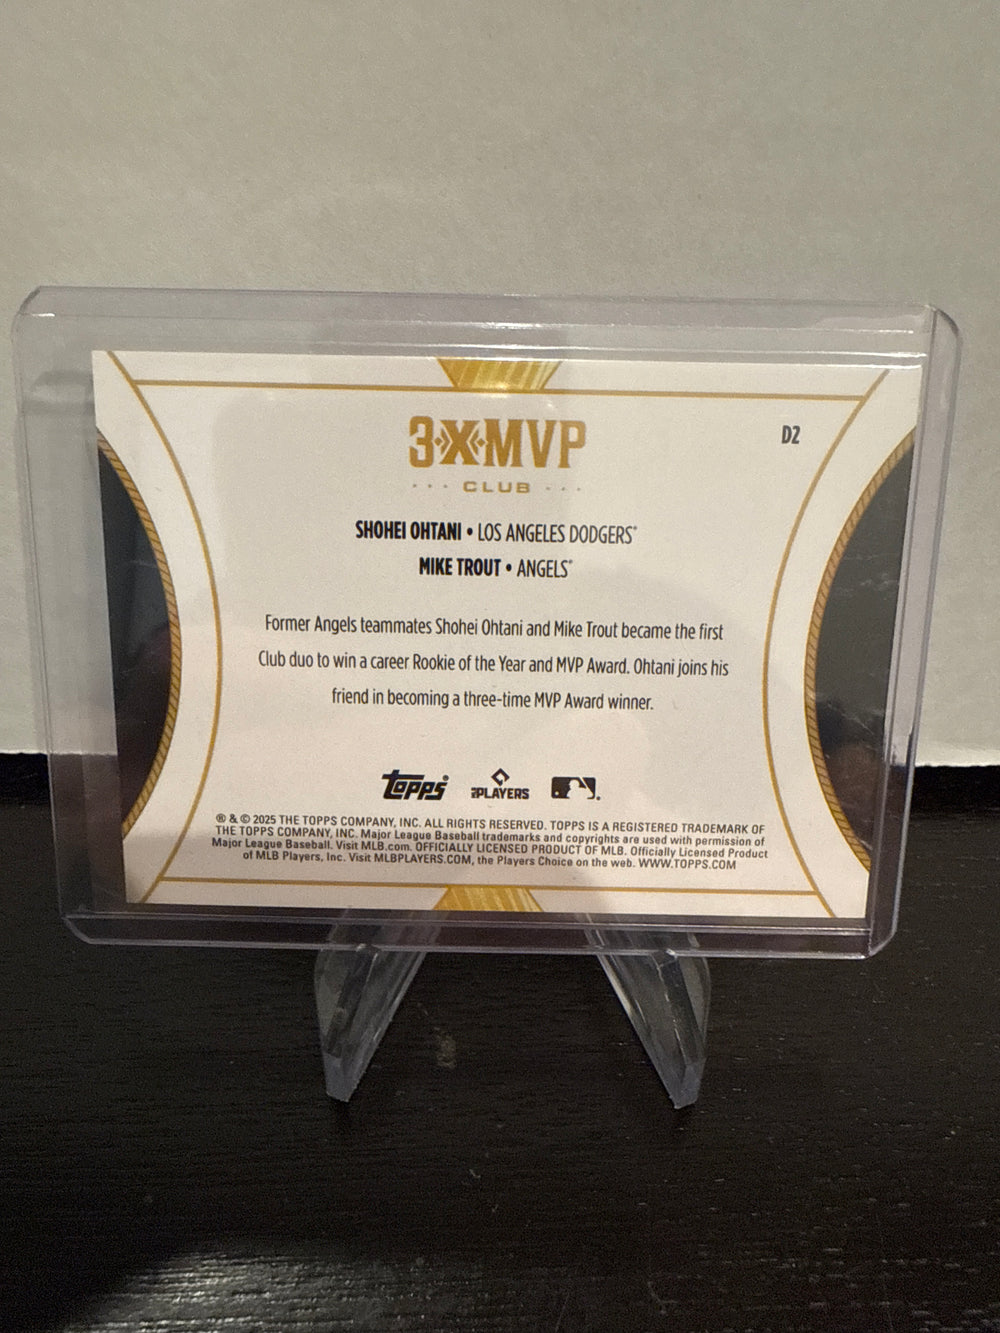 3XMVP
D2
CLUB
SHOHEI OHTANI • LOS ANGELES DODGERS®
MIKE TROUT • ANGELS®
Former Angels teammates Shohei Ohtani and Mike Trout became the first
Club duo to win a career Rookie of the Year and MVP Award. Ohtani joins his
friend in becoming a three-time MVP Award winner.
Topps® PLAYERS
® & © 2025 THE TOPPS COMPANY, INC. ALL RIGHTS RESERVED. TOPPS IS A REGISTERED TRADEMARK OF
THE TOPPS COMPANY, INC. Major League Baseball trademarks and copyrights are used with permission of
Major League Baseball. Visit MLB.com. OFFICIALLY LICENSED PRODUCT OF MLB. Officially Licensed Product
of MLB Players, Inc. Visit MLBPLAYERS.COM, the Players Choice on the web. WWW.TOPPS.COM